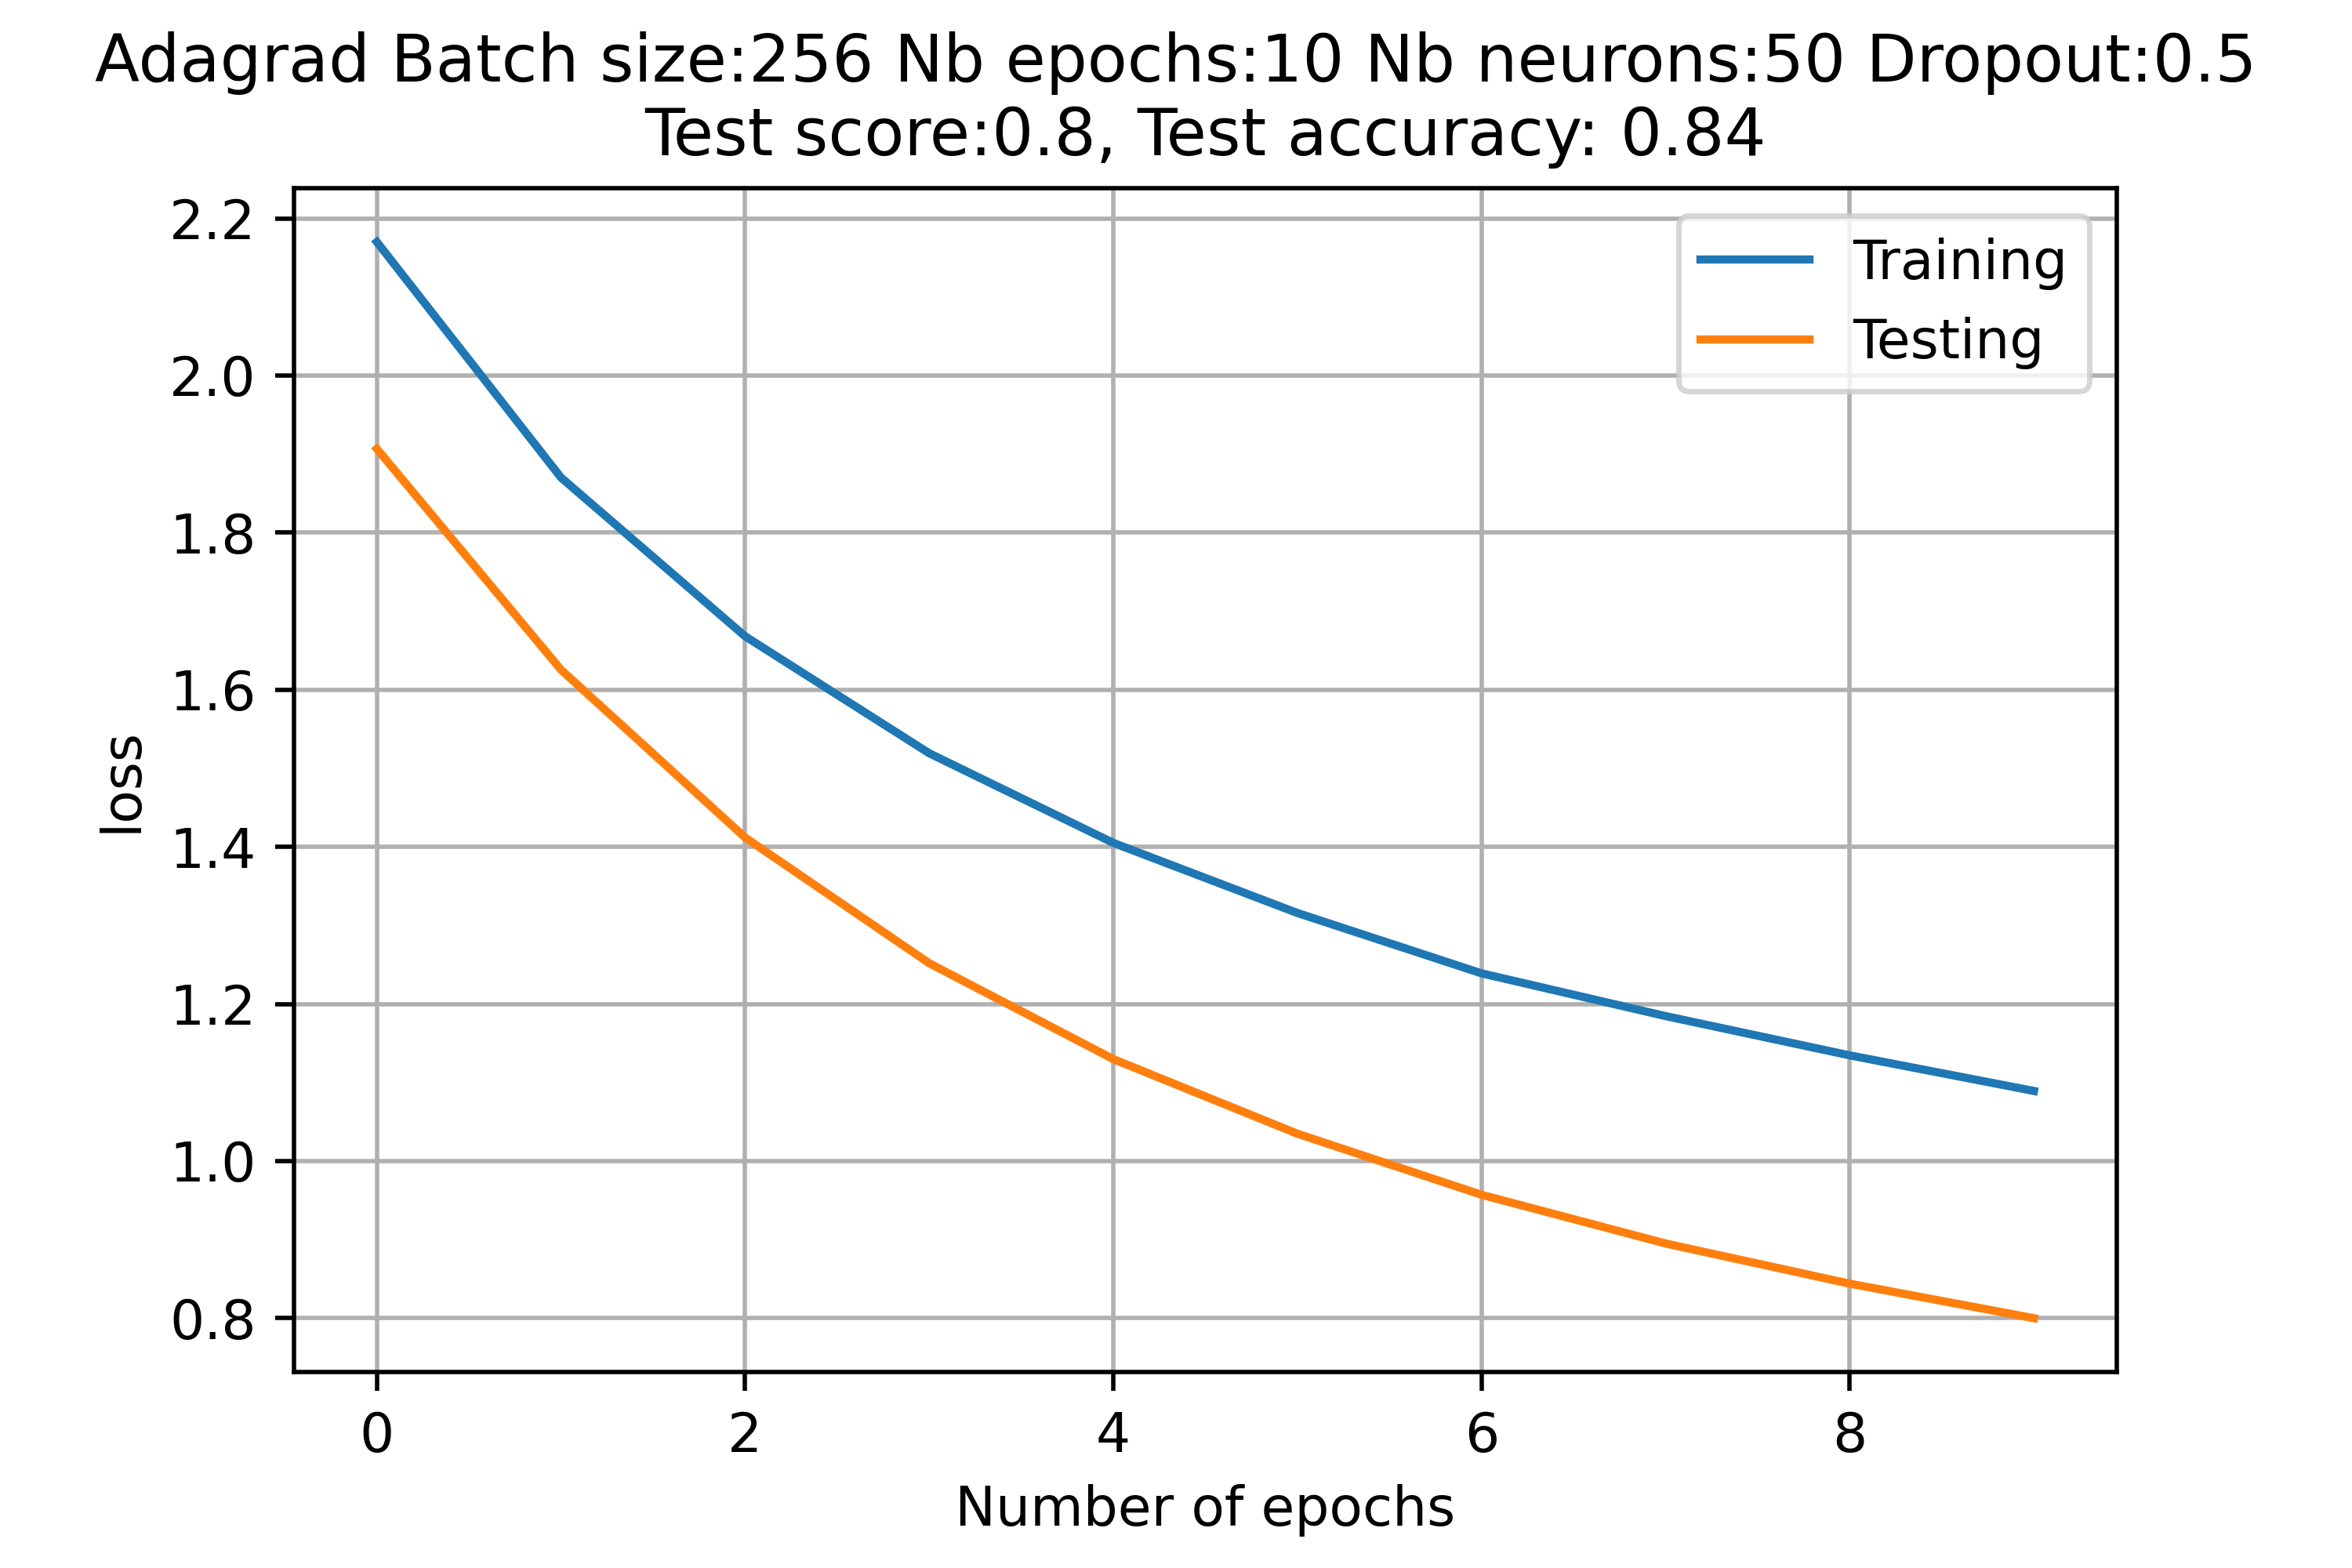 Adagrad Batch size:256 Nb epochs:10 Nb neurons:50 Dropout:0.5
Test score:0.8, Test accuracy: 0.84
Training
Testing
2.2
2.0
1.8
1.6
1.4
1.2
1.0
0.8
loss
0 2 4 6 8
Number of epochs